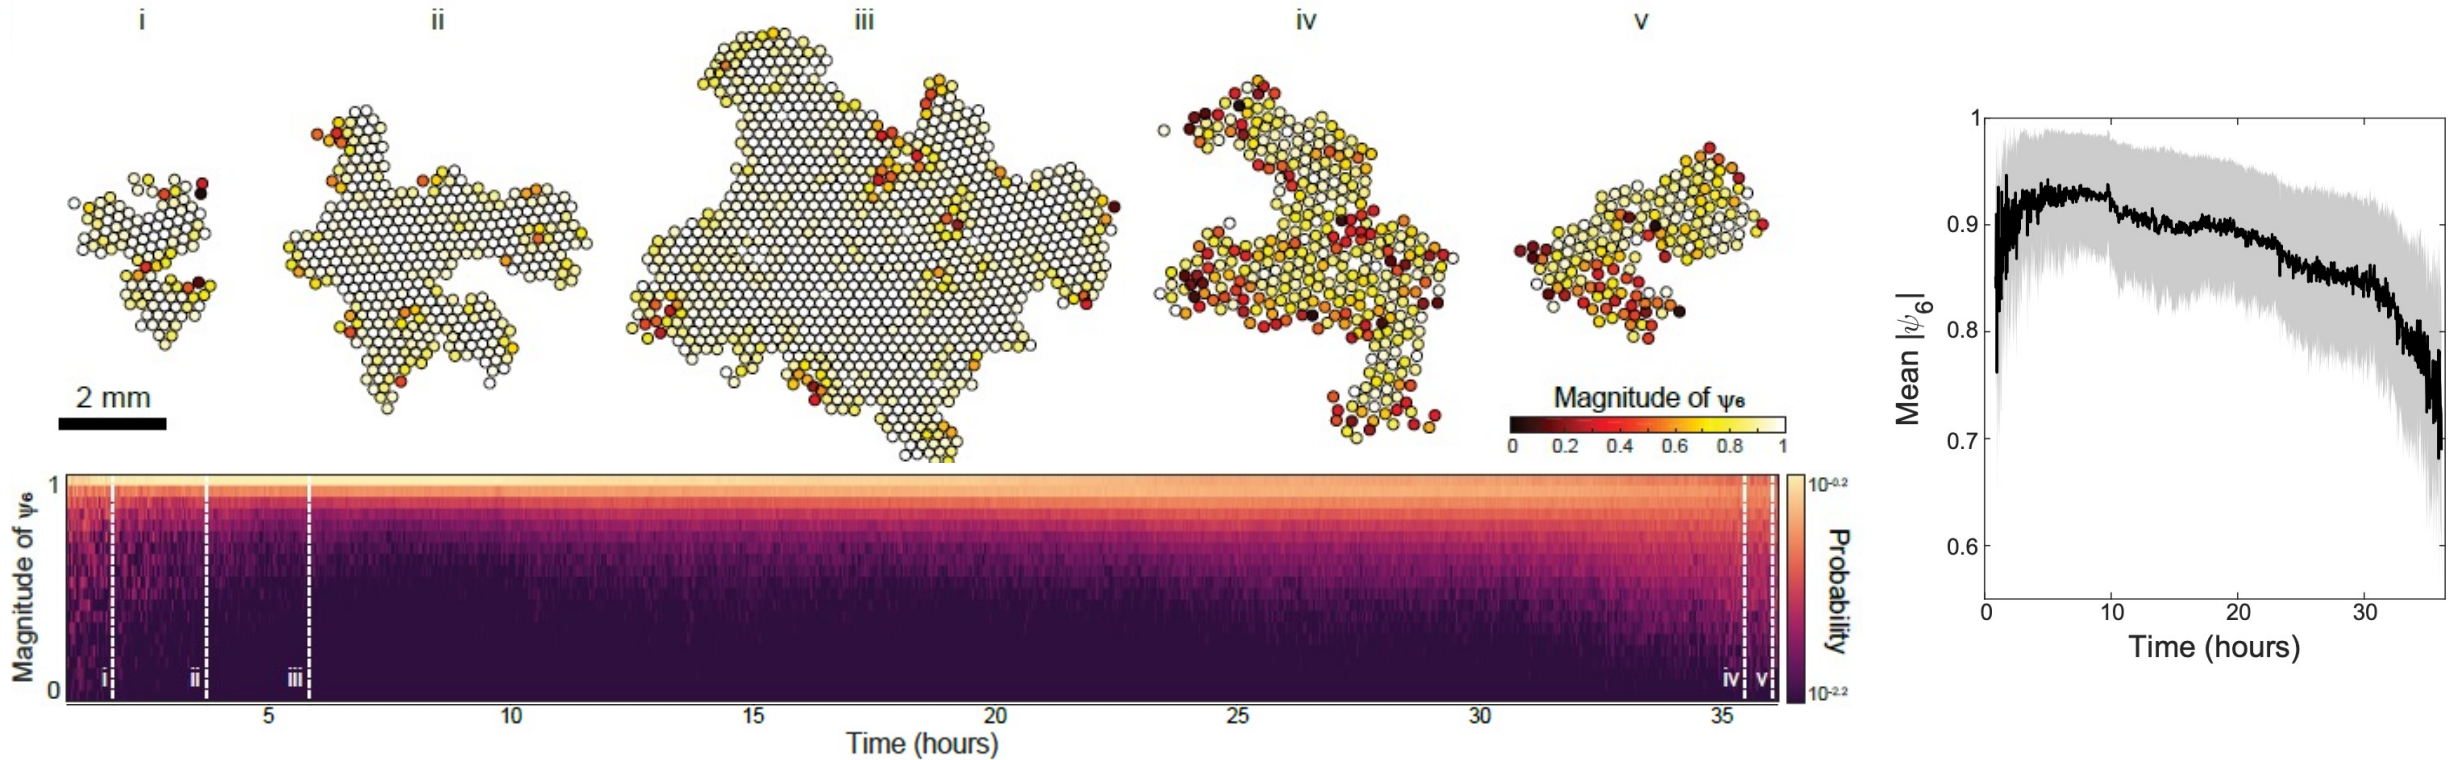 i ii iii iv v
2 mm
Magnitude of ψ₆
0 0.2 0.4 0.6 0.8 1
Magnitude of ψ₆
1
0
i ii iii iv v
5 10 15 20 25 30 35
Time (hours)
10⁻⁰·²
10⁻²·²
Probability
Mean |ψ₆|
1
0.9
0.8
0.7
0.6
0 10 20 30
Time (hours)